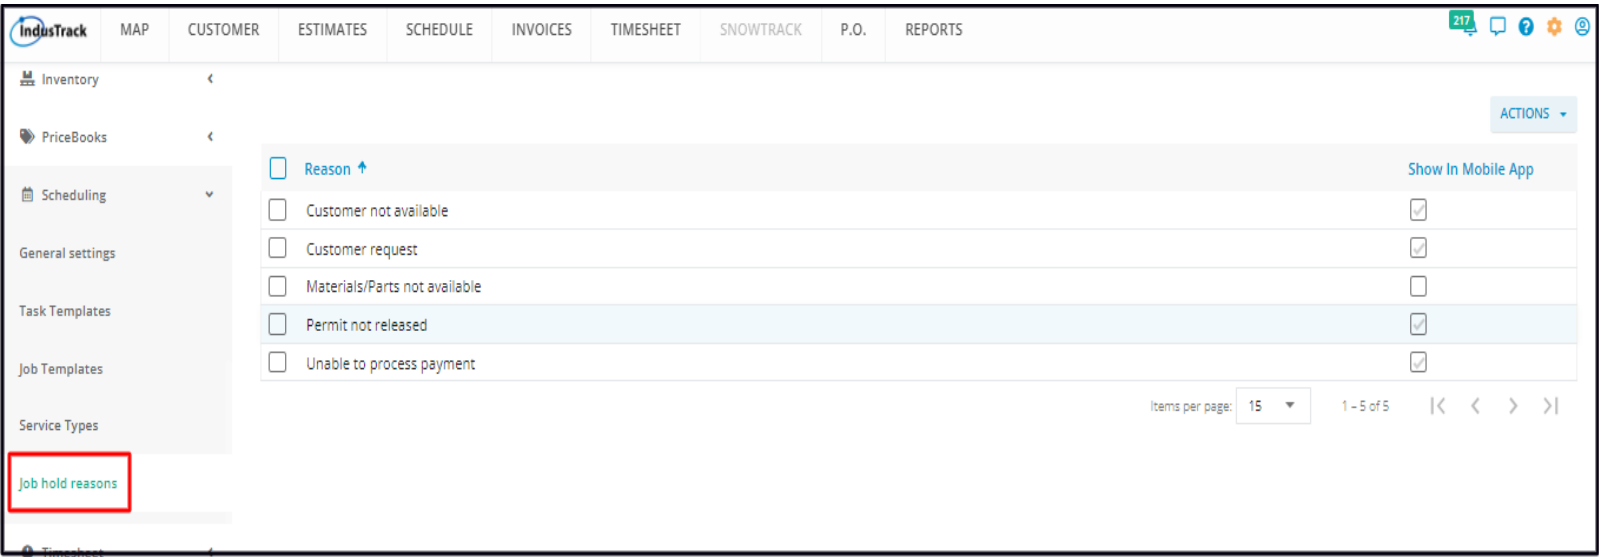 IndusTrack MAP CUSTOMER ESTIMATES SCHEDULE INVOICES TIMESHEET SNOWTRACK P.O. REPORTS 217
Inventory
PriceBooks
Scheduling
General settings
Task Templates
Job Templates
Service Types
Job hold reasons
Timesheet
ACTIONS
Reason Show In Mobile App
Customer not available
Customer request
Materials/Parts not available
Permit not released
Unable to process payment
Items per page: 15 1 – 5 of 5